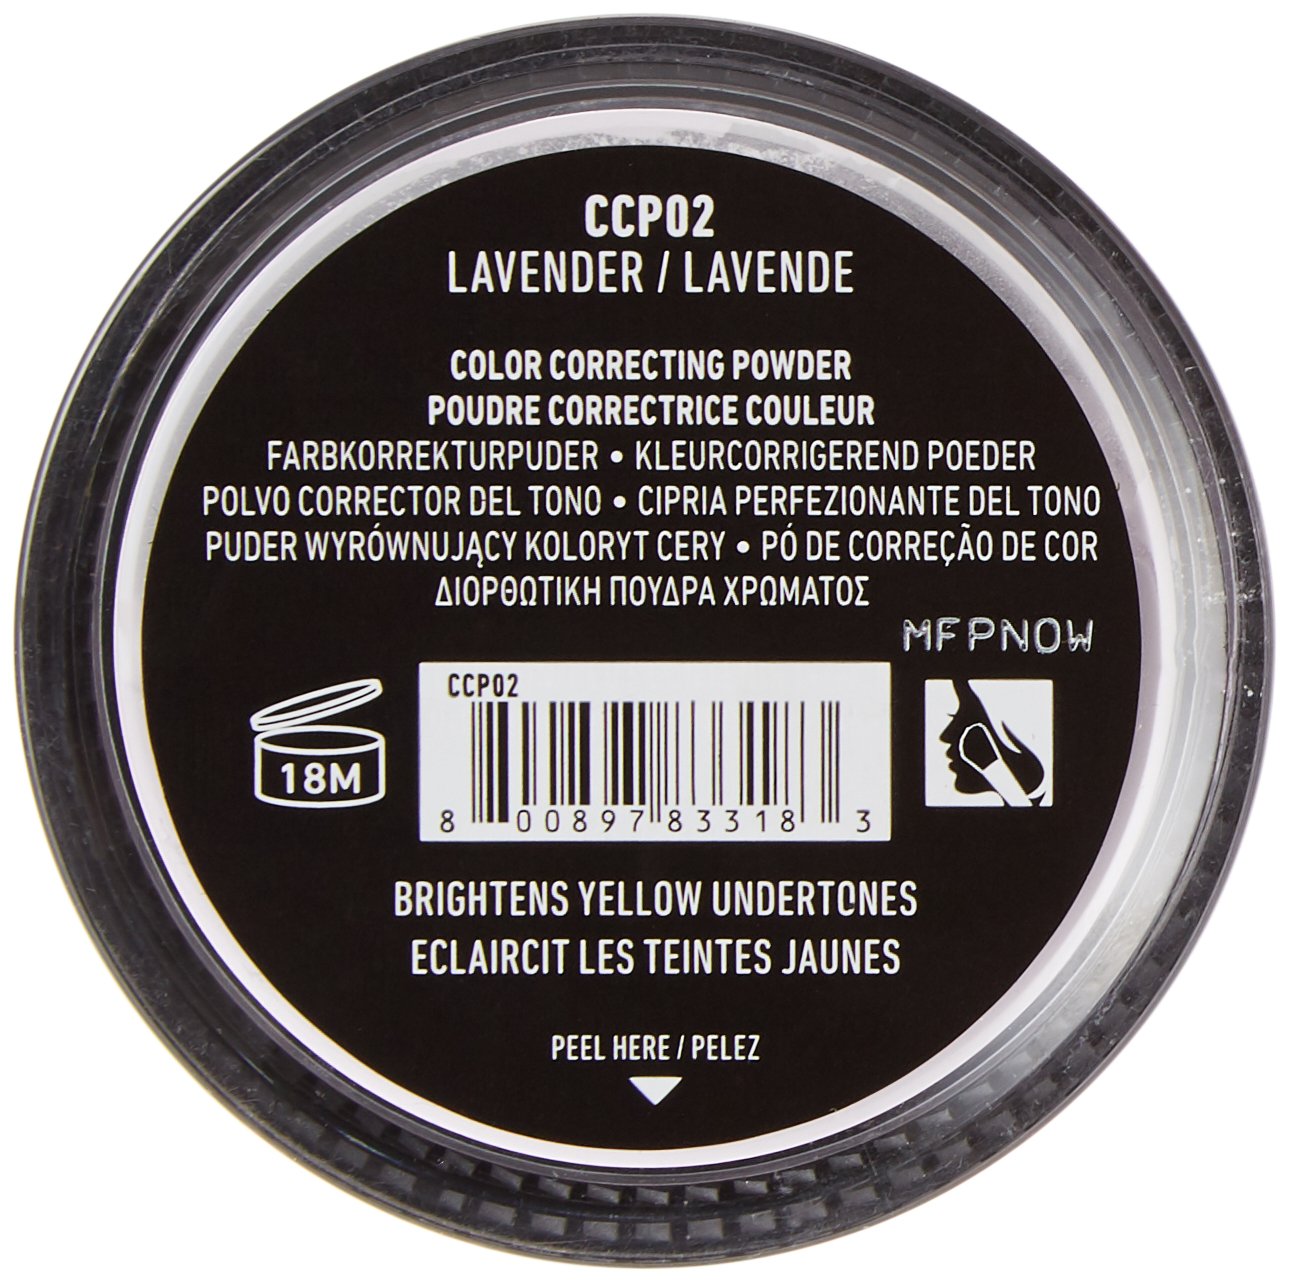 CCP02
LAVENDER / LAVENDE
COLOR CORRECTING POWDER
POUDRE CORRECTRICE COULEUR
FARBKORREKTURPUDER • KLEURCORRIGEREND POEDER
POLVO CORRECTOR DEL TONO • CIPRIA PERFEZIONANTE DEL TONO
PUDER WYRÓWNUJĄCY KOLORYT CERY • PÓ DE CORREÇÃO DE COR
ΔΙΟΡΘΩΤΙΚΗ ΠΟΥΔΡΑ ΧΡΩΜΑΤΟΣ
MFPNOW
CCP02
18M
8 00897 83318 3
BRIGHTENS YELLOW UNDERTONES
ECLAIRCIT LES TEINTES JAUNES
PEEL HERE / PELEZ